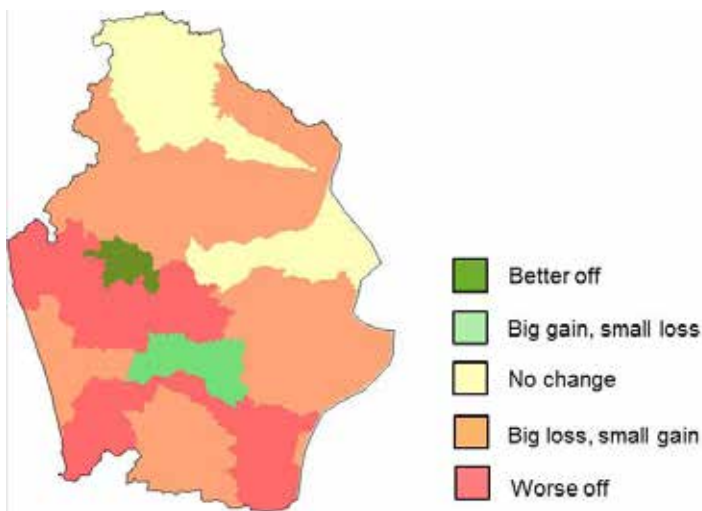 Better off
Big gain, small loss
No change
Big loss, small gain
Worse off